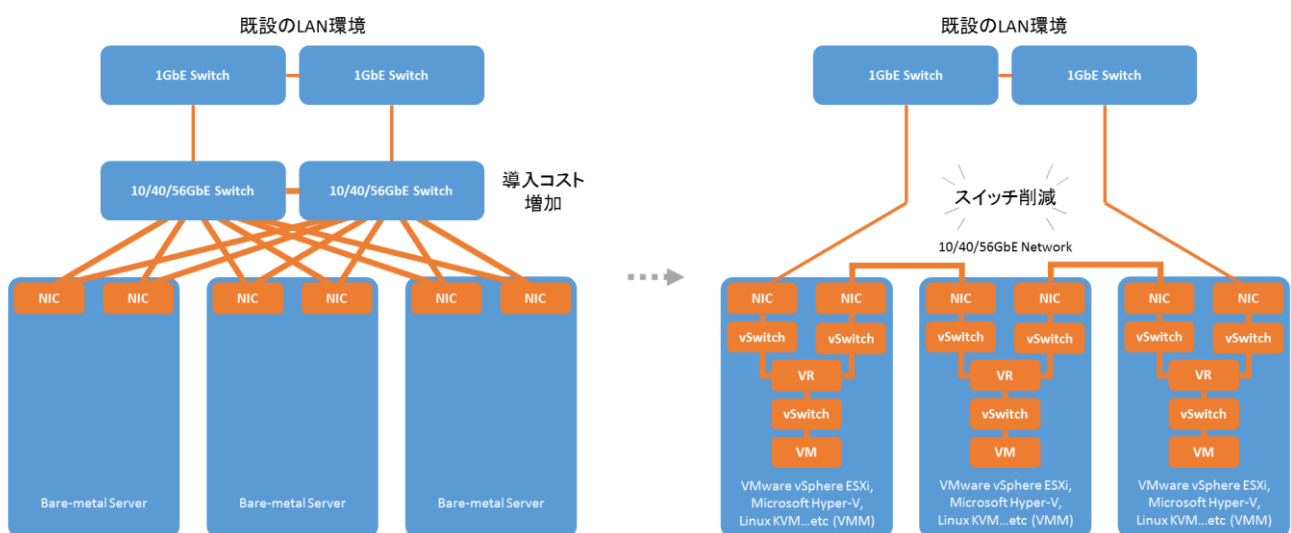 既設のLAN環境
1GbE Switch
1GbE Switch
10/40/56GbE Switch
10/40/56GbE Switch
導入コスト
増加
NIC
NIC
NIC
NIC
NIC
NIC
Bare-metal Server
Bare-metal Server
Bare-metal Server
既設のLAN環境
1GbE Switch
1GbE Switch
スイッチ削減
10/40/56GbE Network
NIC
NIC
NIC
NIC
NIC
NIC
vSwitch
vSwitch
vSwitch
vSwitch
vSwitch
vSwitch
VR
VR
VR
vSwitch
vSwitch
vSwitch
VM
VM
VM
VMware vSphere ESXi,
Microsoft Hyper-V,
Linux KVM...etc (VMM)
VMware vSphere ESXi,
Microsoft Hyper-V,
Linux KVM...etc (VMM)
VMware vSphere ESXi,
Microsoft Hyper-V,
Linux KVM...etc (VMM)